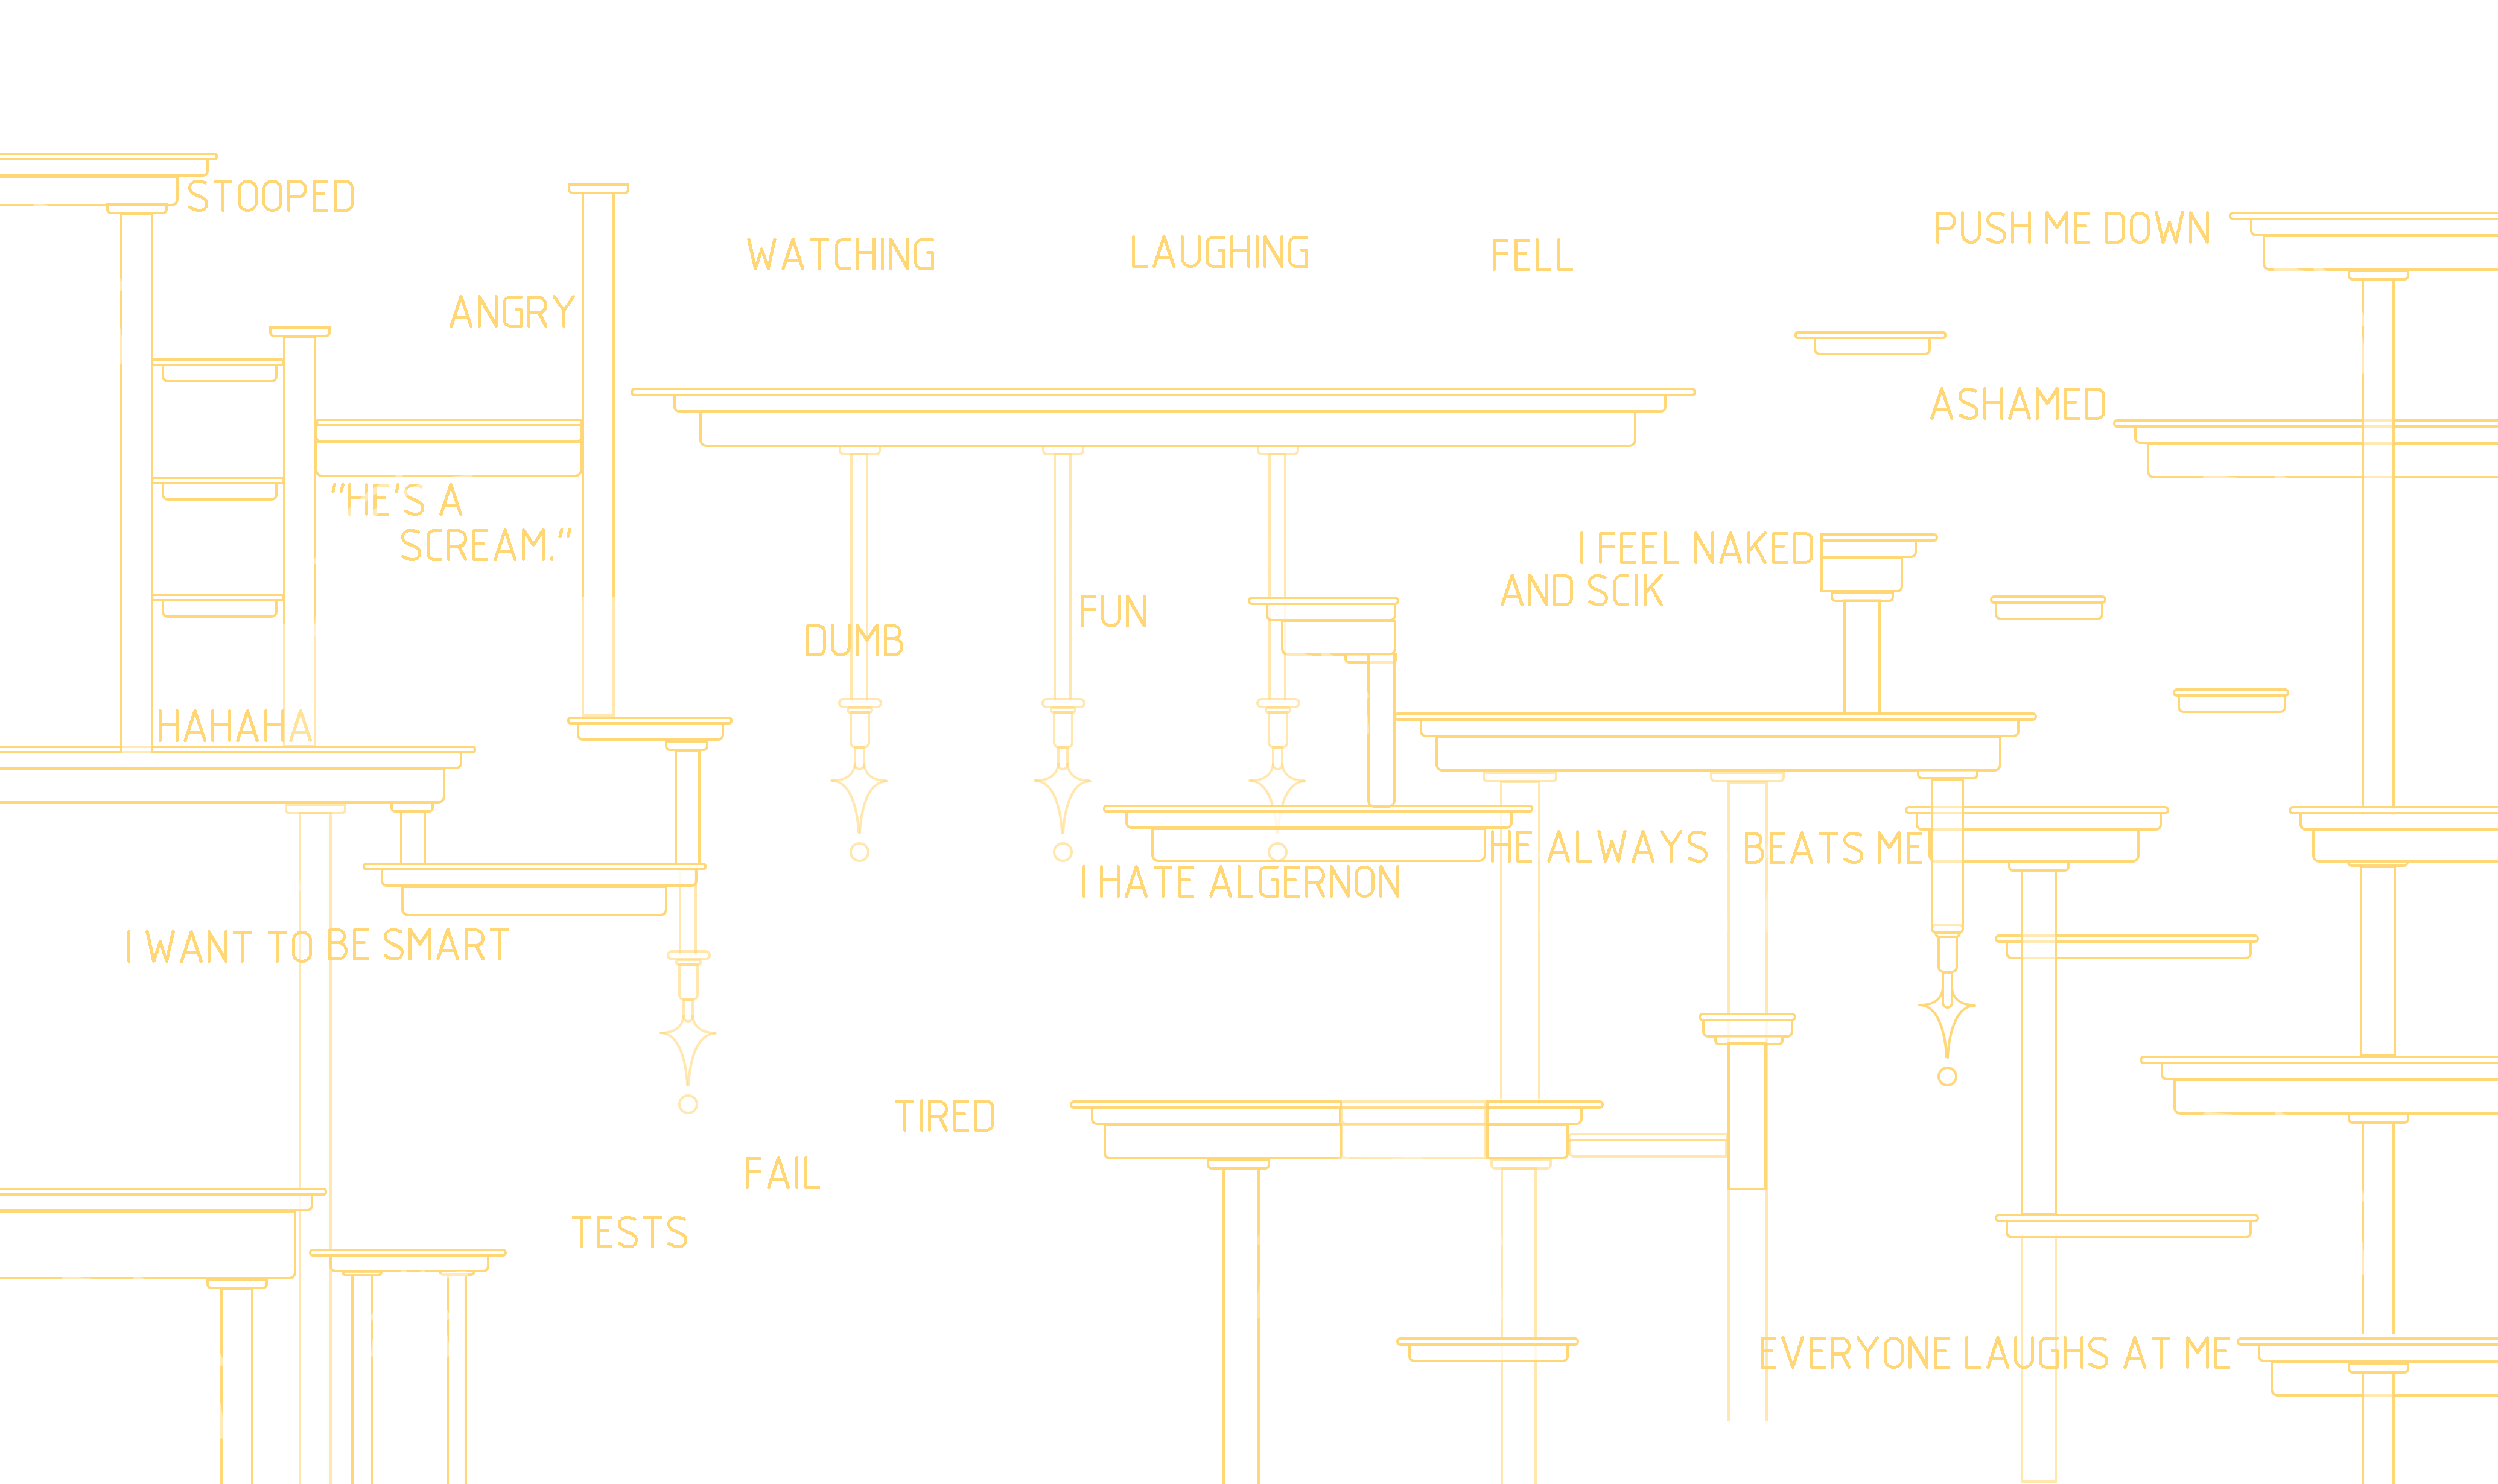 STOOPED
PUSH ME DOWN
WATCHING
LAUGHING
FELL
ANGRY
ASHAMED
"HE'S A
SCREAM."
I FEEL NAKED
AND SCIK
FUN
DUMB
HAHAHA
HE ALWAYS BEATS ME
I HATE ALGERNON
I WANT TO BE SMART
TIRED
FAIL
TESTS
EVERYONE LAUGHS AT ME